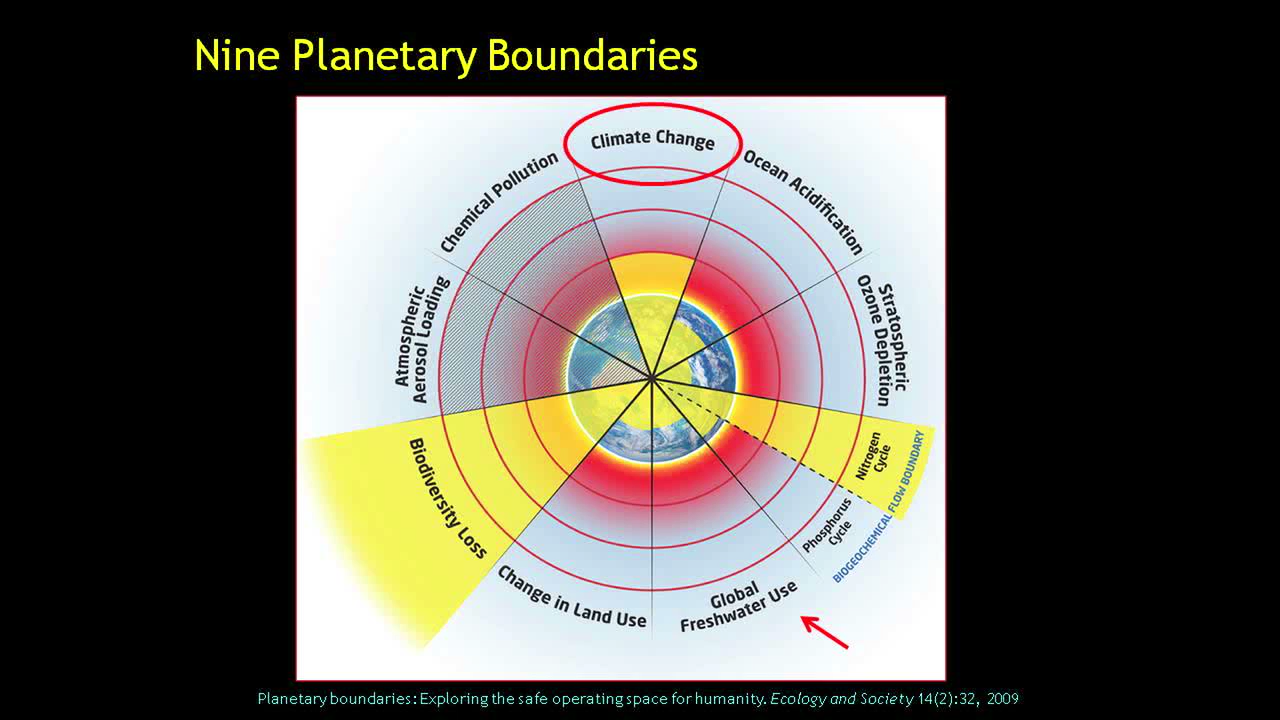 Nine Planetary Boundaries
Climate Change
Ocean Acidification
Stratospheric
Ozone Depletion
Nitrogen
Cycle
Phosphorus
Cycle
BIOGEOCHEMICAL FLOW BOUNDARY
Global
Freshwater Use
Change in Land Use
Biodiversity Loss
Atmospheric
Aerosol Loading
Chemical Pollution
Planetary boundaries: Exploring the safe operating space for humanity. Ecology and Society 14(2):32, 2009